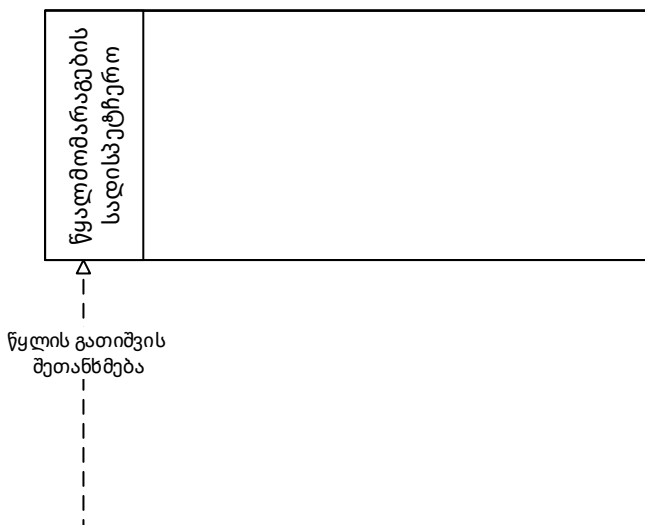 წყალმომარაგების
სადისპეტჩერო
წყლის გათიშვის
შეთანხმება